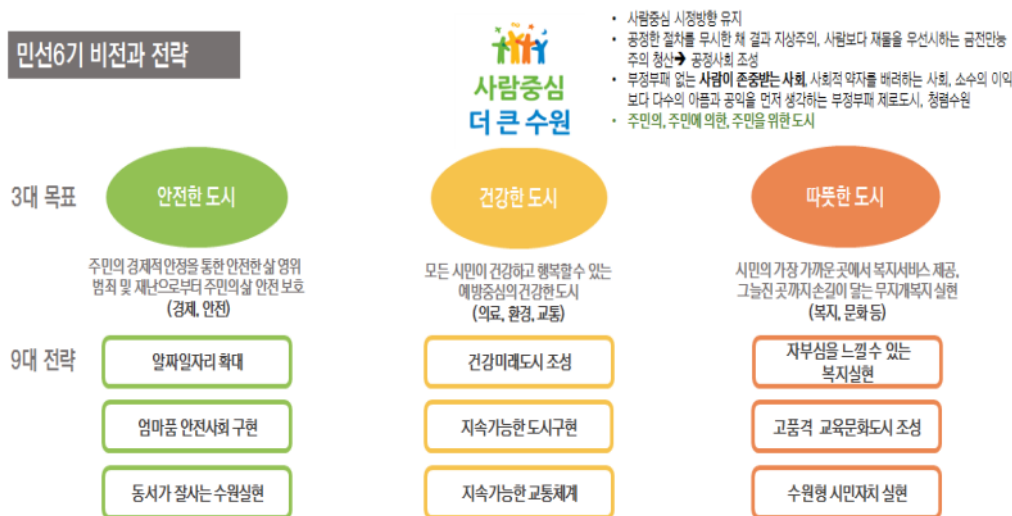 민선6기 비전과 전략
사람중심
더 큰 수원
• 사람중심 시정방향 유지
• 공정한 절차를 무시한 채 결과 지상주의, 사람보다 재물을 우선시하는 금전만능
주의 청산➔ 공정사회 조성
• 부정부패 없는 사람이 존중받는 사회, 사회적 약자를 배려하는 사회, 소수의 이익
보다 다수의 아픔과 공익을 먼저 생각하는 부정부패 제로도시, 청렴수원
• 주민의, 주민에 의한, 주민을 위한 도시
3대 목표
안전한 도시
건강한 도시
따뜻한 도시
주민의 경제적 안정을 통한 안전한 삶 영위
범죄 및 재난으로부터 주민의 삶 안전 보호
(경제, 안전)
모든 시민이 건강하고 행복할 수 있는
예방중심의 건강한 도시
(의료, 환경, 교통)
시민의 가장 가까운 곳에서 복지서비스 제공,
그늘진 곳까지 손길이 닿는 무지개복지 실현
(복지, 문화 등)
9대 전략
알짜일자리 확대
건강미래도시 조성
자부심을 느낄 수 있는
복지실현
엄마품 안전사회 구현
지속가능한 도시구현
고품격 교육문화도시 조성
동서가 잘사는 수원실현
지속가능한 교통체계
수원형 시민자치 실현